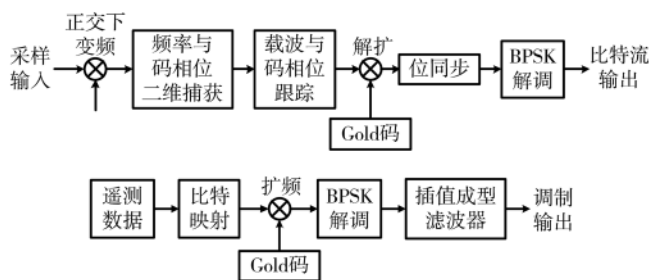 正交下
变频
采样
输入
频率与
码相位
二维捕获
载波与
码相位
跟踪
解扩
位同步
BPSK
解调
比特流
输出
Gold码
遥测
数据
比特
映射
扩频
BPSK
解调
插值成型
滤波器
调制
输出
Gold码